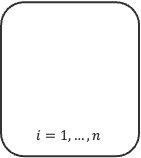 i = 1, ..., n